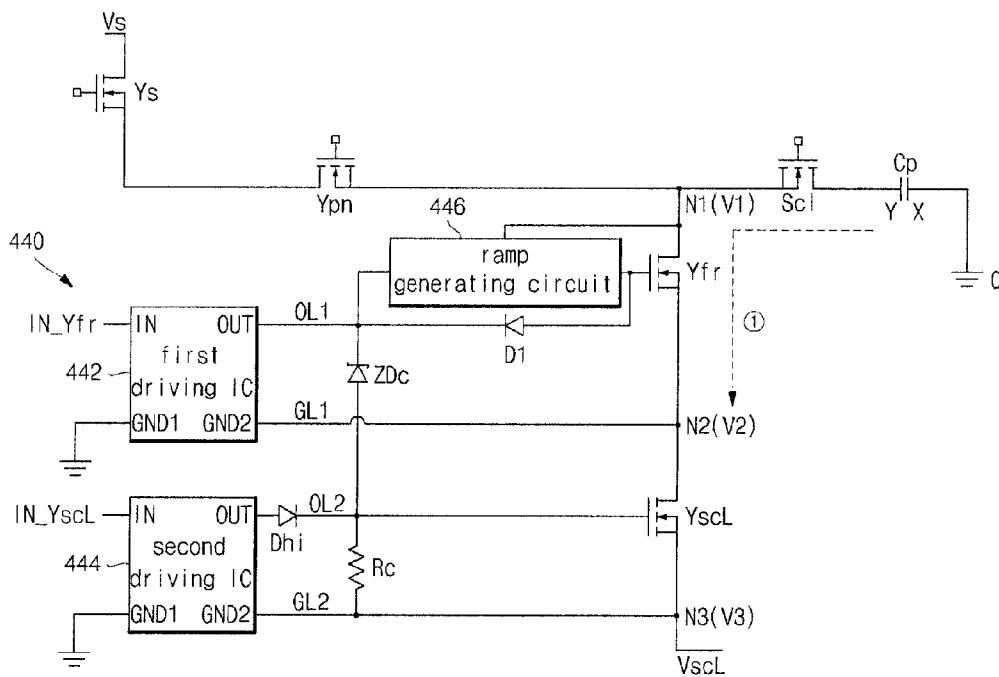 Vs
Ys
Ypn
N1(V1)
Scl
Cp
Y X
446
440
ramp
generating circuit
Yfr
0
IN_Yfr
IN OUT
OL1
D1
①
442
first
driving IC
ZDc
GND1 GND2
GL1
N2(V2)
IN_YscL
IN OUT
OL2
Dhi
YscL
444
second
driving IC
Rc
GND1 GND2
GL2
N3(V3)
VscL